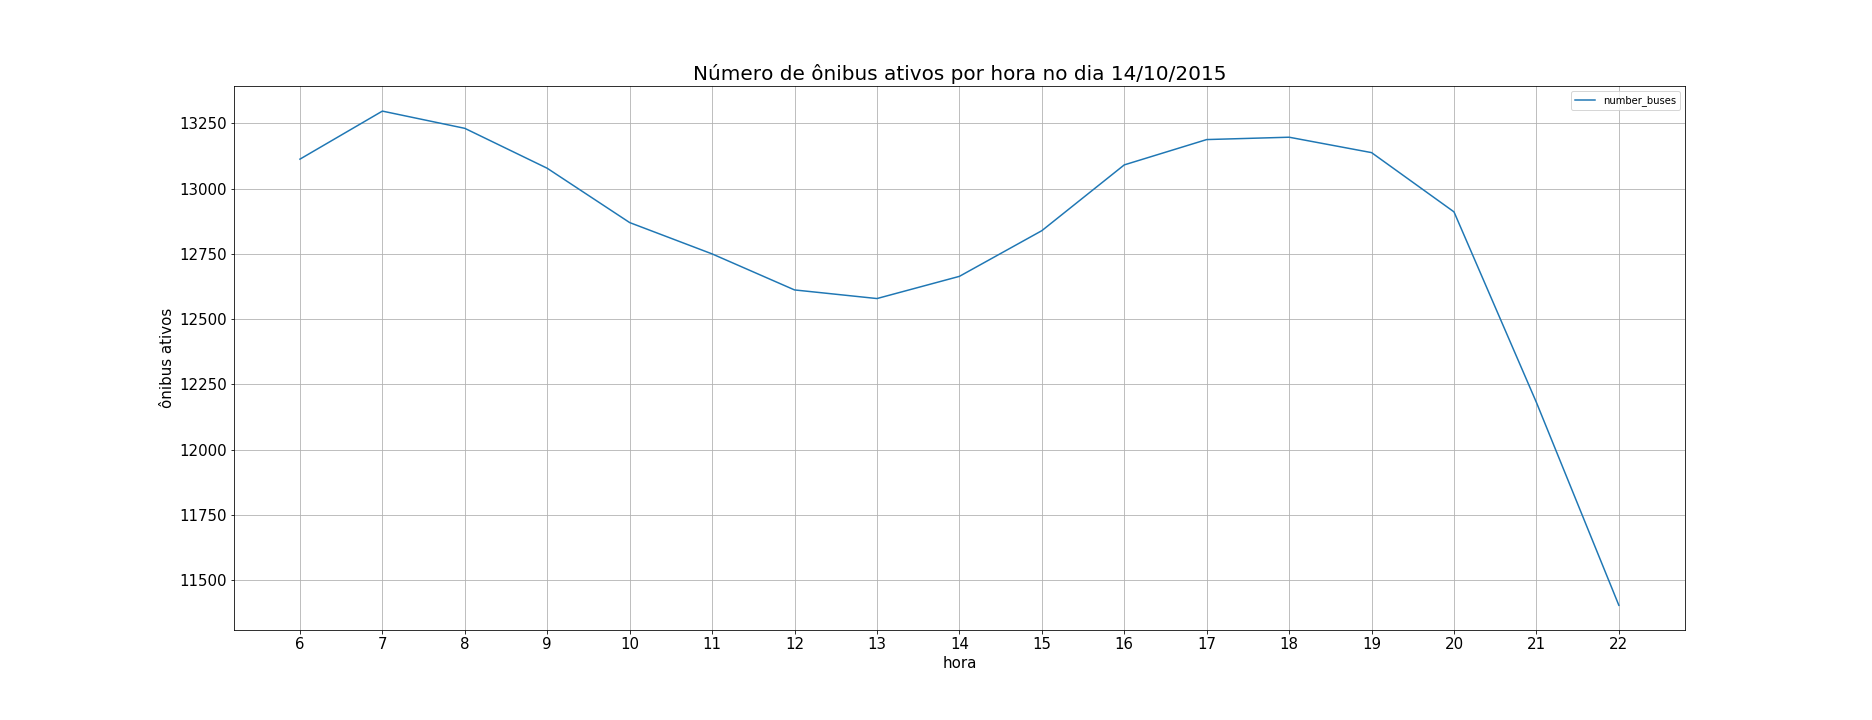 Número de ônibus ativos por hora no dia 14/10/2015
number_buses
13250
13000
12750
12500
12250
12000
11750
11500
ônibus ativos
6 7 8 9 10 11 12 13 14 15 16 17 18 19 20 21 22
hora